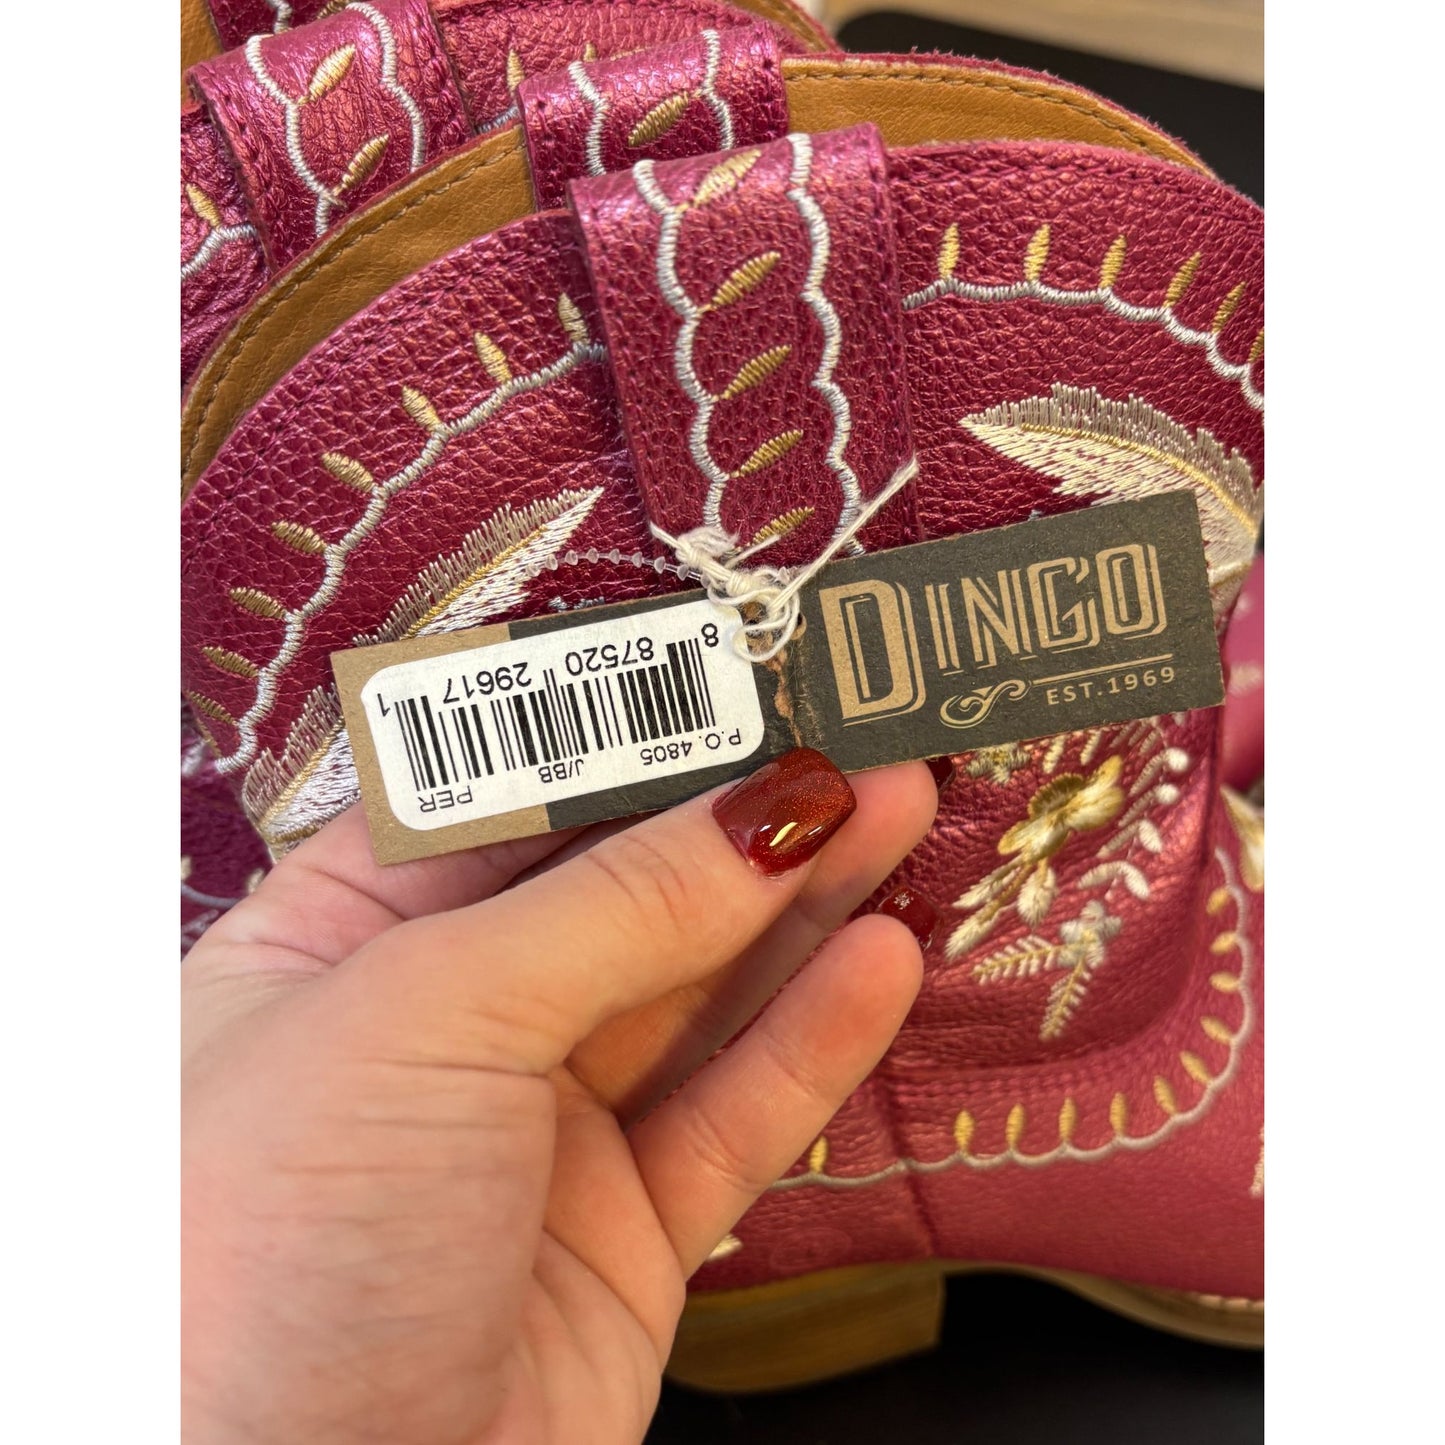 DINGO
EST. 1969
P.O. 4805 J/BB PER
8 87520 29617 1